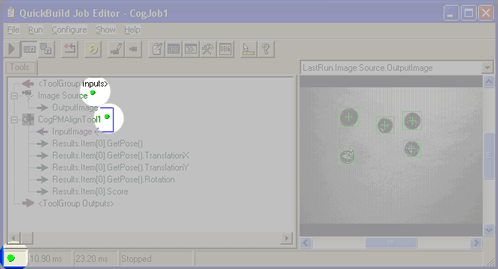 QuickBuild Job Editor - CogJob1
File Run Configure Show Help
Tools
<ToolGroup Inputs>
Image Source
OutputImage
CogPMAlignTool1
InputImage
Results.Item[0].GetPose()
Results.Item[0].GetPose().TranslationX
Results.Item[0].GetPose().TranslationY
Results.Item[0].GetPose().Rotation
Results.Item[0].Score
<ToolGroup Outputs>
LastRun.Image Source.OutputImage
10.90 ms 23.20 ms Stopped